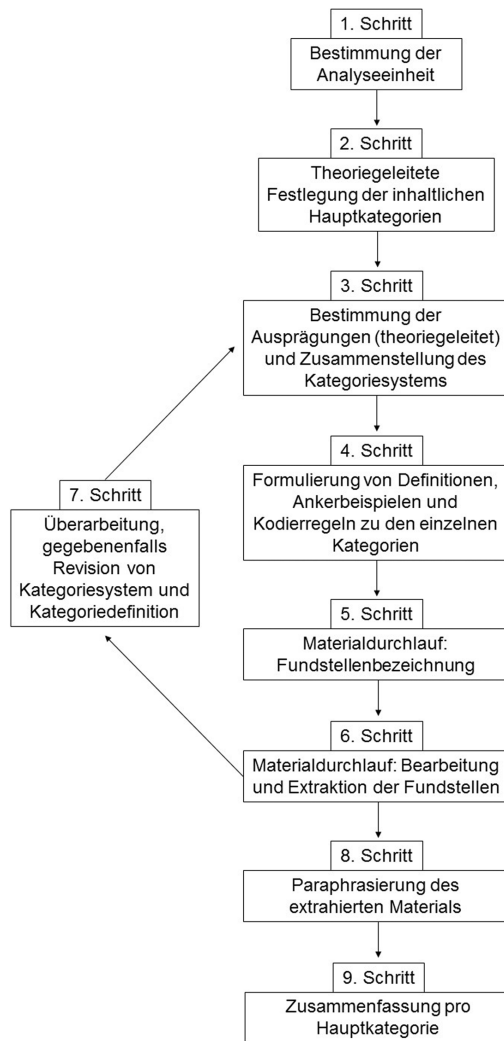 1. Schritt
Bestimmung der
Analyseeinheit
2. Schritt
Theoriegeleitete
Festlegung der inhaltlichen
Hauptkategorien
3. Schritt
Bestimmung der
Ausprägungen (theoriegeleitet)
und Zusammenstellung des
Kategoriesystems
4. Schritt
Formulierung von Definitionen,
Ankerbeispielen und
Kodierregeln zu den einzelnen
Kategorien
5. Schritt
Materialdurchlauf:
Fundstellenbezeichnung
6. Schritt
Materialdurchlauf: Bearbeitung
und Extraktion der Fundstellen
7. Schritt
Überarbeitung,
gegebenenfalls
Revision von
Kategoriesystem und
Kategoriedefinition
8. Schritt
Paraphrasierung des
extrahierten Materials
9. Schritt
Zusammenfassung pro
Hauptkategorie